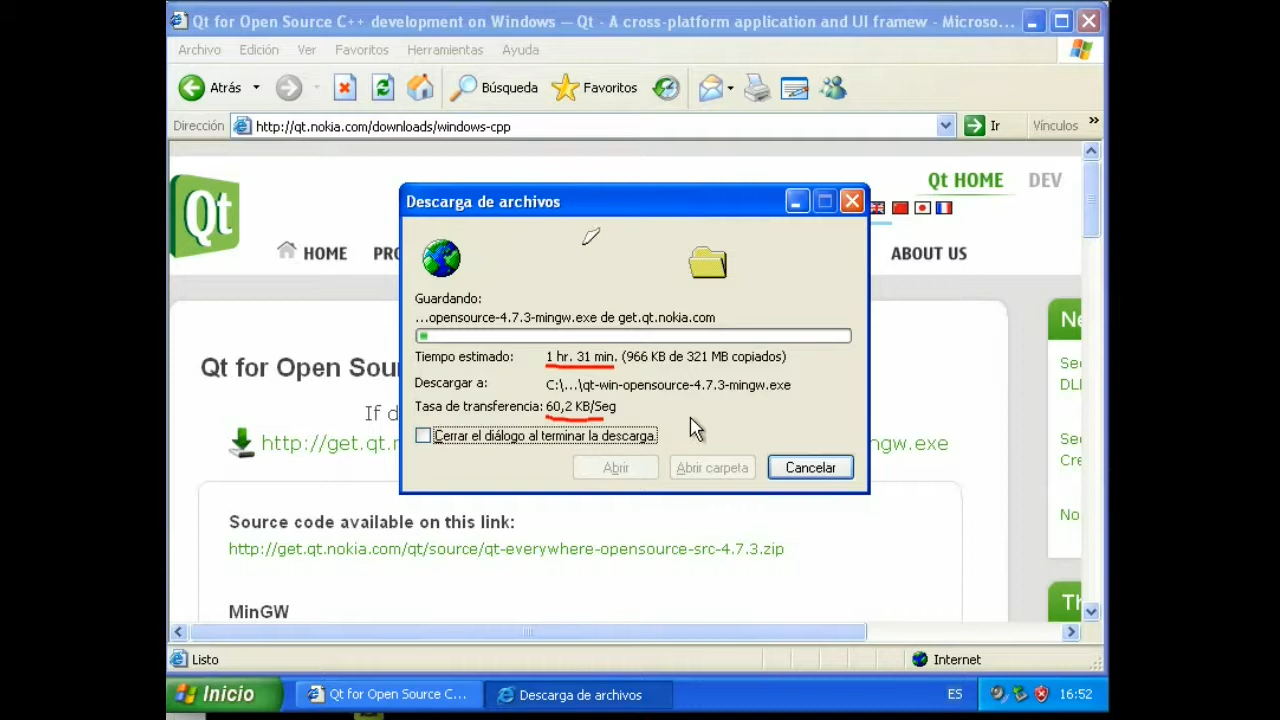 Qt for Open Source C++ development on Windows — Qt - A cross-platform application and UI framew - Microso...
Archivo Edición Ver Favoritos Herramientas Ayuda
Atrás Búsqueda Favoritos
Dirección http://qt.nokia.com/downloads/windows-cpp Ir Vínculos »
Qt
Qt HOME DEV
HOME ABOUT US
Descarga de archivos
Guardando:
...opensource-4.7.3-mingw.exe de get.qt.nokia.com
Tiempo estimado: 1 hr. 31 min. (966 KB de 321 MB copiados)
Descargar a: C:\...\qt-win-opensource-4.7.3-mingw.exe
Tasa de transferencia: 60,2 KB/Seg
Cerrar el diálogo al terminar la descarga.
Abrir Abrir carpeta Cancelar
Qt for Open Sou
If d
http://get.qt. ngw.exe
Source code available on this link:
http://get.qt.nokia.com/qt/source/qt-everywhere-opensource-src-4.7.3.zip
MinGW
Ne
Sec
DLL
Sec
Cre
No
Th
Listo Internet
Inicio Qt for Open Source C... Descarga de archivos ES 16:52